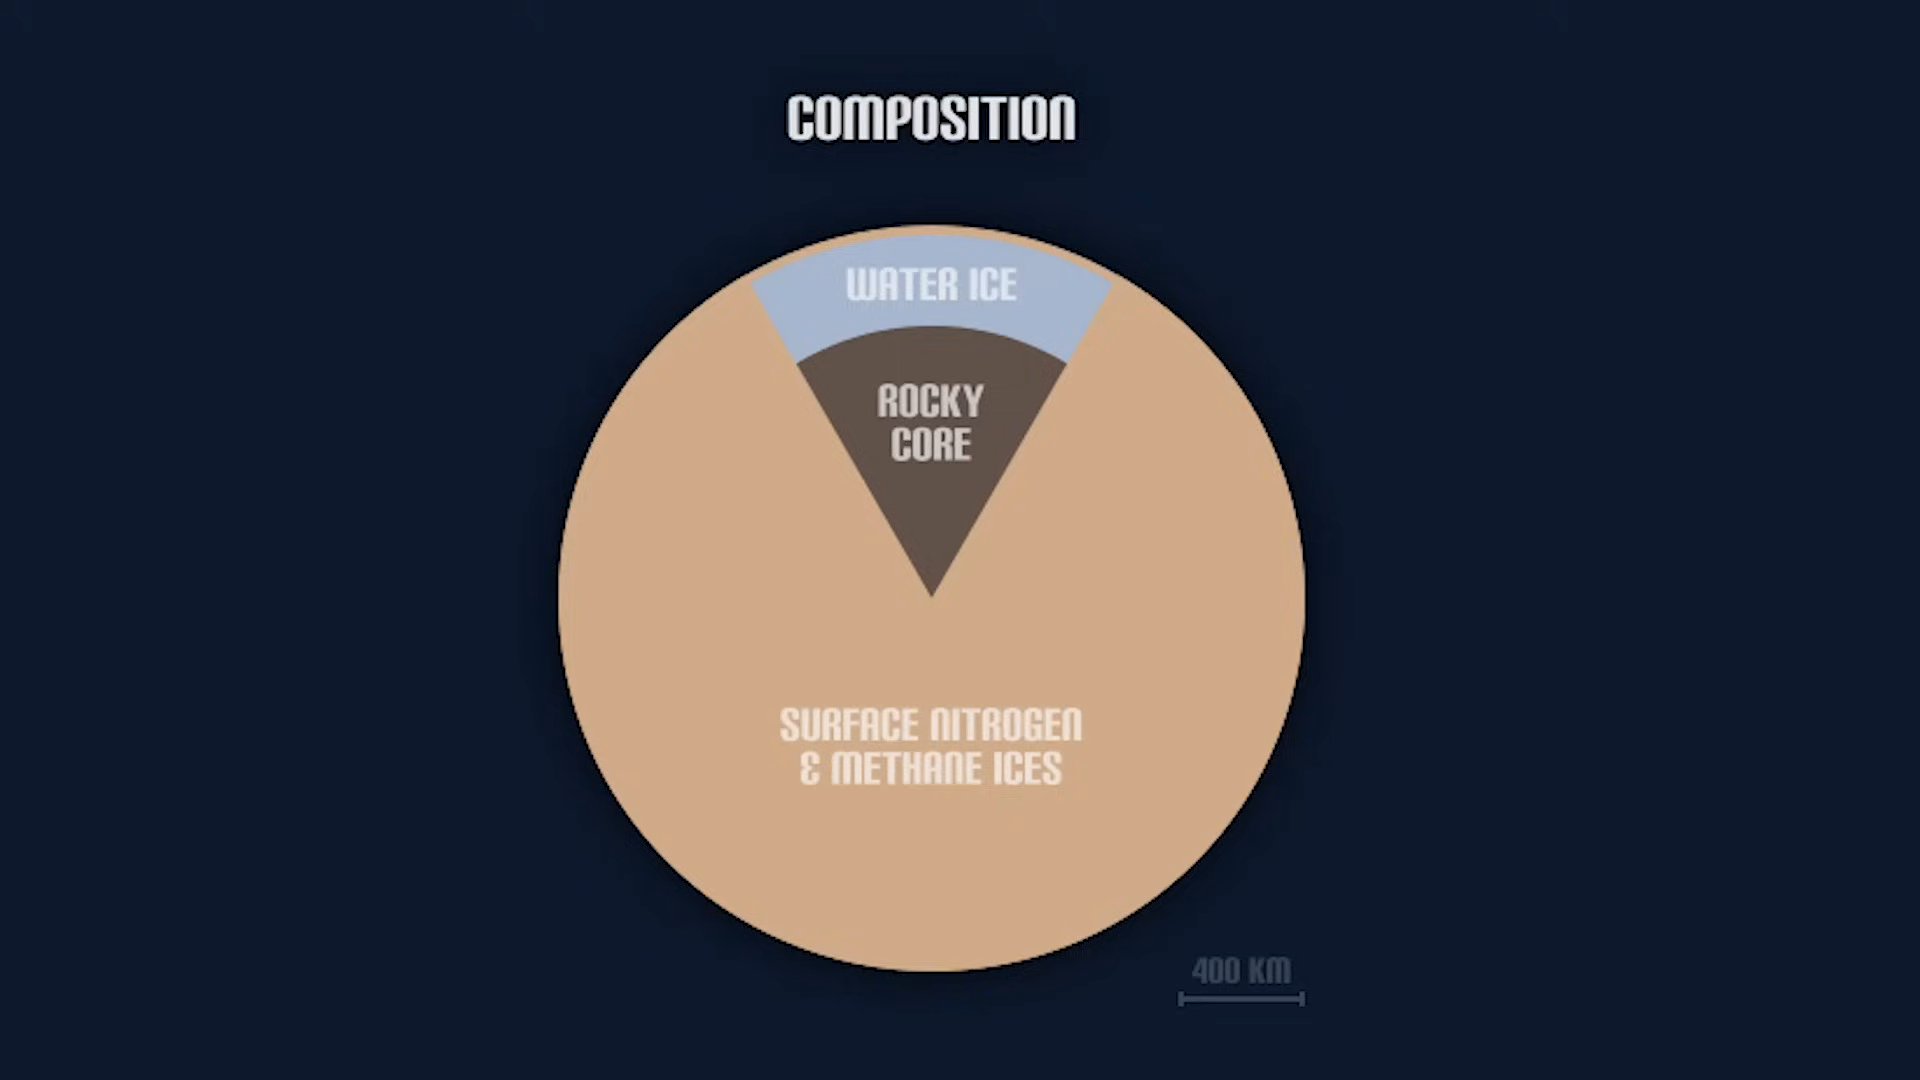 COMPOSITION
WATER ICE
ROCKY
CORE
SURFACE NITROGEN
& METHANE ICES
400 KM